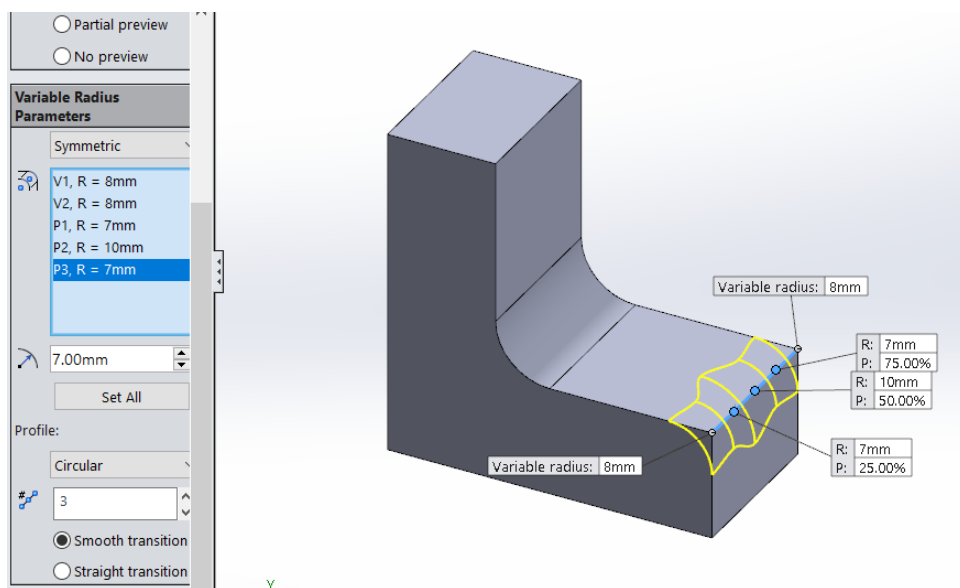 Partial preview
No preview
Variable Radius
Parameters
Symmetric
V1, R = 8mm
V2, R = 8mm
P1, R = 7mm
P2, R = 10mm
P3, R = 7mm
7.00mm
Set All
Profile:
Circular
#
3
Smooth transition
Straight transition
Variable radius: 8mm
R: 7mm
P: 75.00%
R: 10mm
P: 50.00%
R: 7mm
P: 25.00%
Variable radius: 8mm
Y